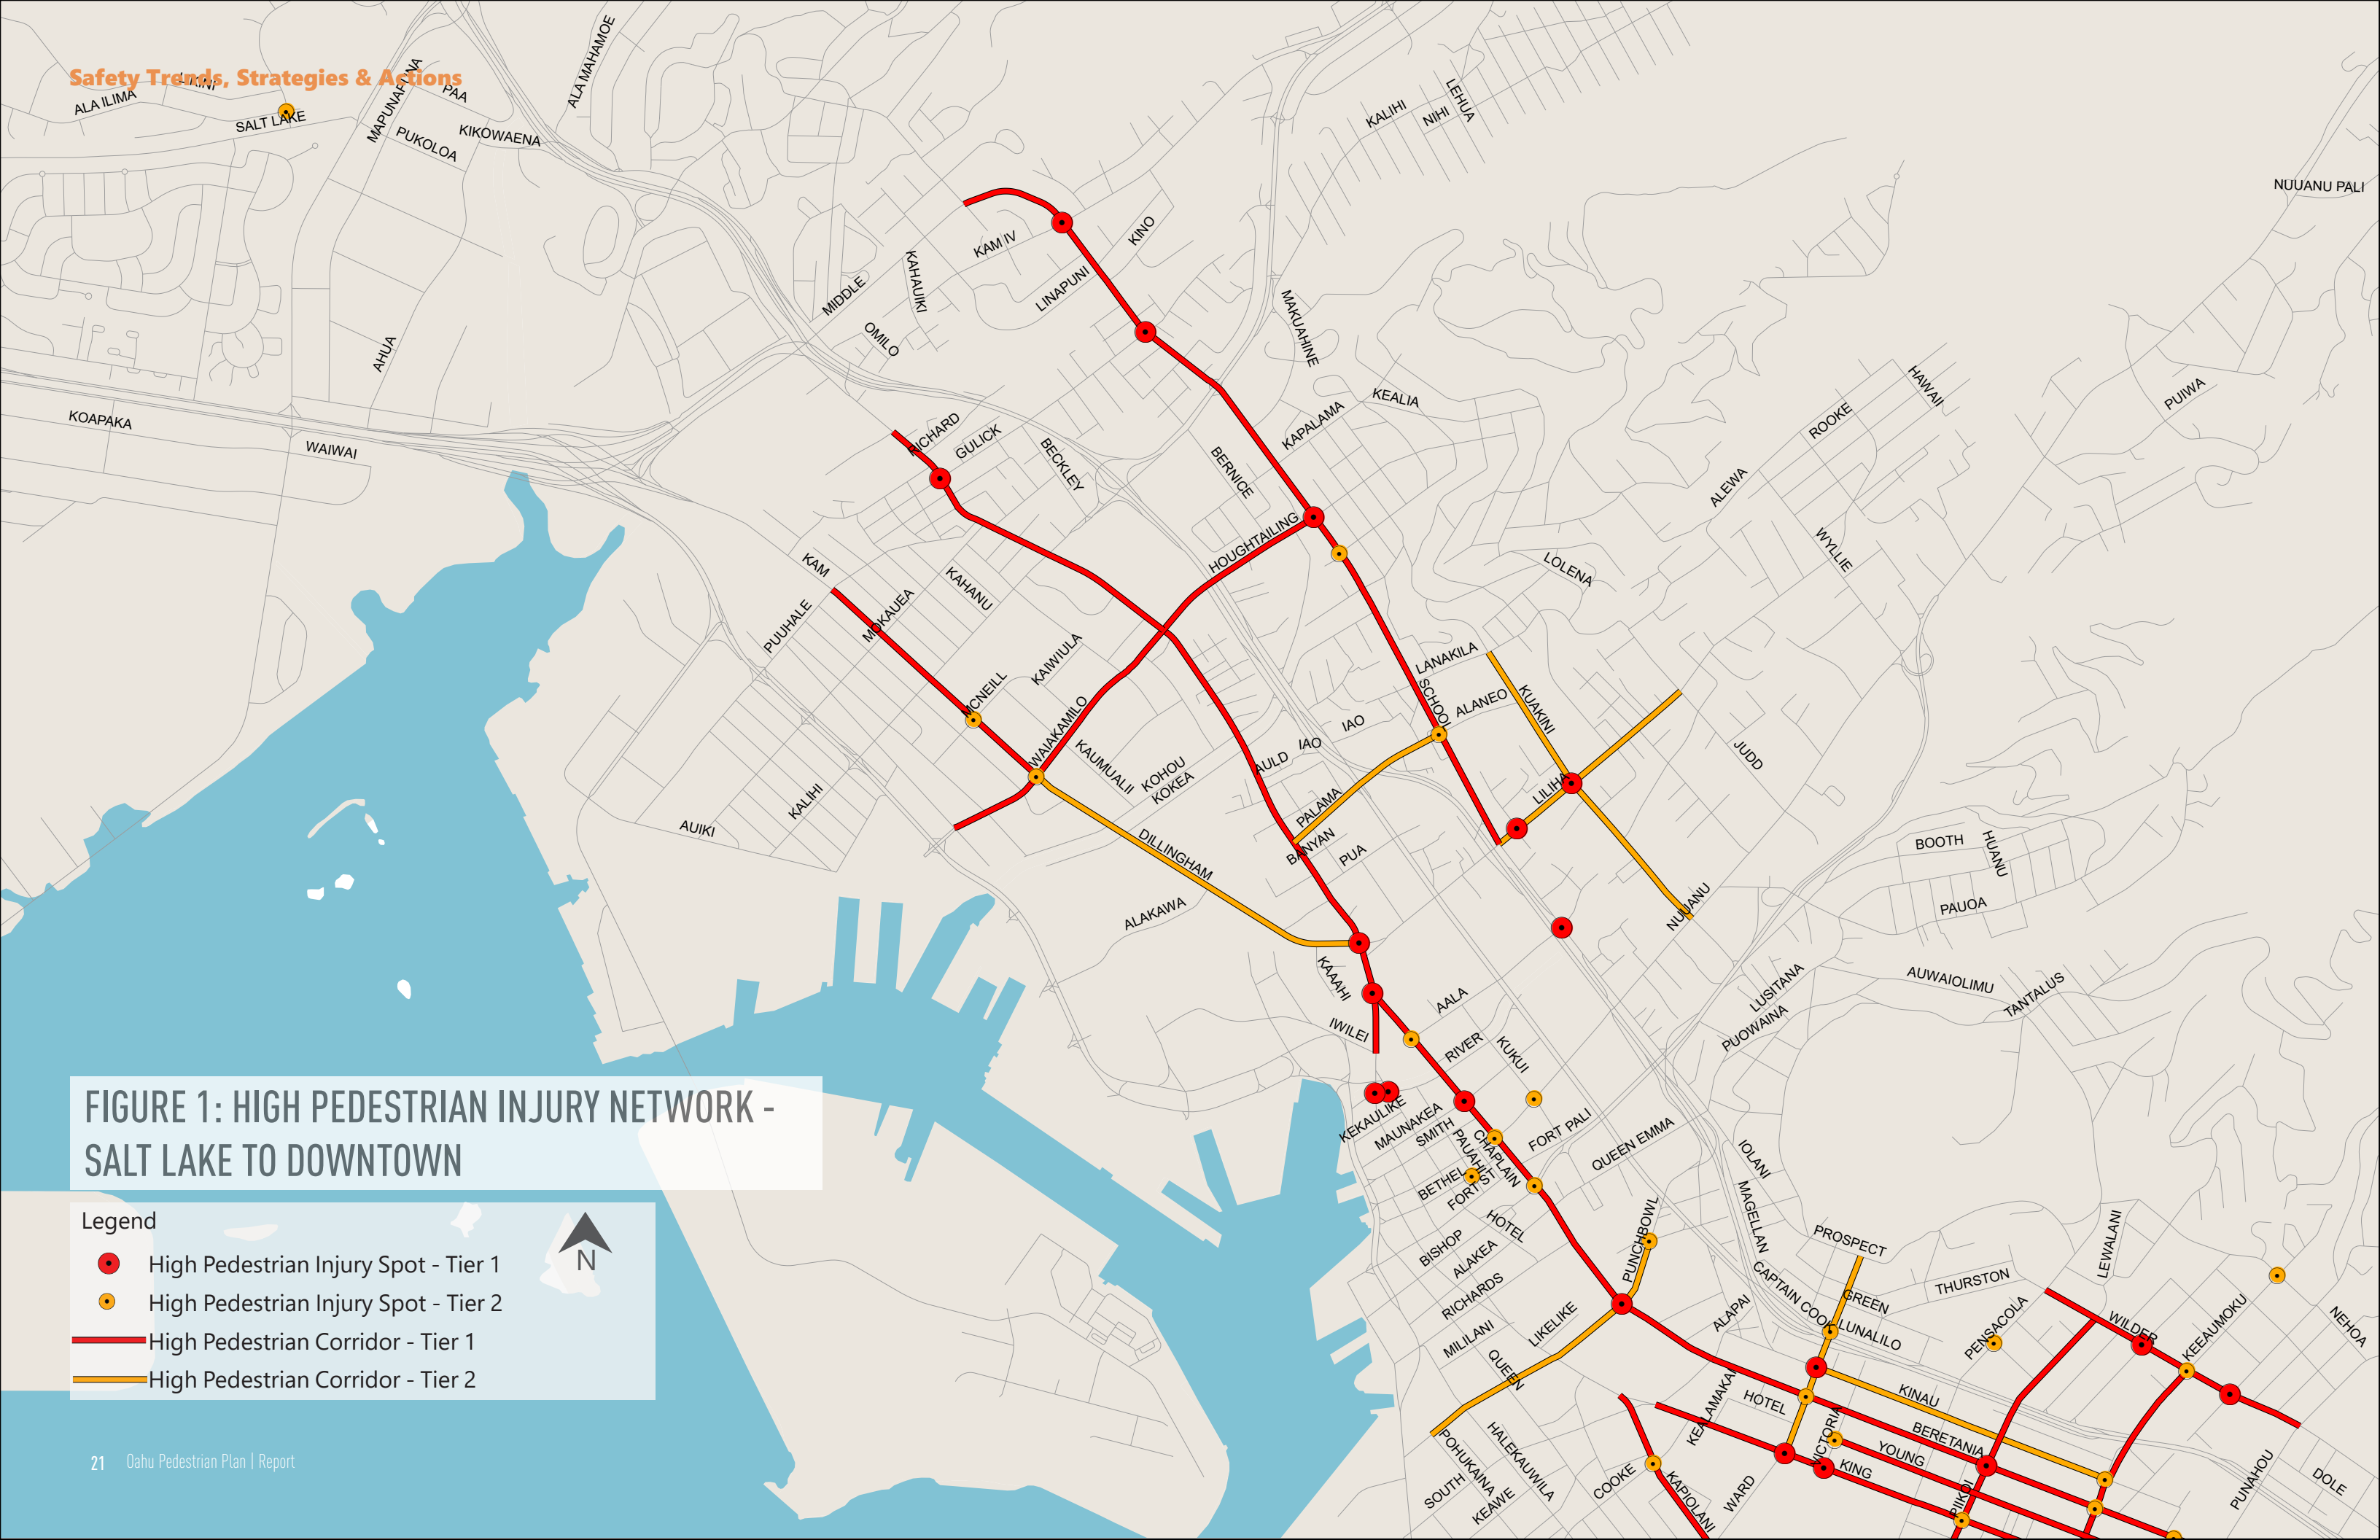 Safety Trends, Strategies & Actions
ALA ILIMA
SALT LAKE
MAPUNAPUNA
PAA
PUKOLOA
KIKOWAENA
ALA MAHAMOE
KALIHI
NIHI
LEHUA
NUUANU PALI
KAM IV
KINO
LINAPUNI
MIDDLE
KAHAUIKI
OMILO
MAKUAHINE
AHUA
KOAPAKA
WAIWAI
RICHARD
GULICK
BECKLEY
BERNICE
KAPALAMA
KEALIA
HAWAII
ROOKE
PUIWA
ALEWA
WYLLIE
HOUGHTAILING
LOLENA
KAM
KAHANU
MOKAUEA
PUUHALE
KAIWIULA
MCNEILL
WAIAKAMILO
KAUMUALII
KOHOU
KOKEA
AULD
IAO
IAO
LANAKILA
SCHOOL
ALANEO
KUAKINI
JUDD
LILIHA
PALAMA
BANYAN
PUA
KALIHI
AUIKI
DILLINGHAM
ALAKAWA
NUUANU
BOOTH
HUANU
PAUOA
AUWAIOLIMU
TANTALUS
LUSITANA
PUOWAINA
KAAHI
IWILEI
AALA
RIVER
KUKUI
KEKAULIKE
MAUNAKEA
SMITH
PAUAHI
CHAPLAIN
FORT PALI
QUEEN EMMA
BETHEL
FORT ST
HOTEL
BISHOP
ALAKEA
RICHARDS
MILILANI
LIKELIKE
QUEEN
PUNCHBOWL
IOLANI
MAGELLAN
PROSPECT
CAPTAIN COOK
GREEN
LUNALILO
THURSTON
LEWALANI
PENSACOLA
WILDER
KEEAUMOKU
NEHOA
ALAPAI
KEALAMAKAI
HOTEL
VICTORIA
KINAU
BERETANIA
YOUNG
KING
PIIKOI
PUNAHOU
DOLE
POHUKAINA
HALEKAUWILA
SOUTH
KEAWE
COOKE
KAPIOLANI
WARD
FIGURE 1: HIGH PEDESTRIAN INJURY NETWORK -
SALT LAKE TO DOWNTOWN
Legend
High Pedestrian Injury Spot - Tier 1
High Pedestrian Injury Spot - Tier 2
High Pedestrian Corridor - Tier 1
High Pedestrian Corridor - Tier 2
N
21 Oahu Pedestrian Plan | Report